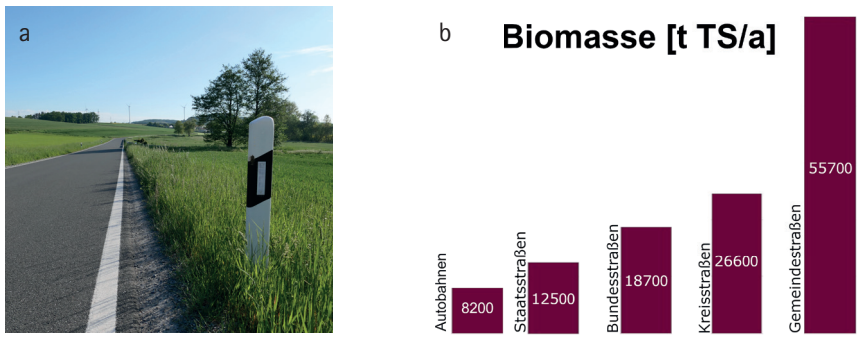 a
b
Biomasse [t TS/a]
Autobahnen
8200
Staatsstraßen
12500
Bundesstraßen
18700
Kreisstraßen
26600
Gemeindestraßen
55700